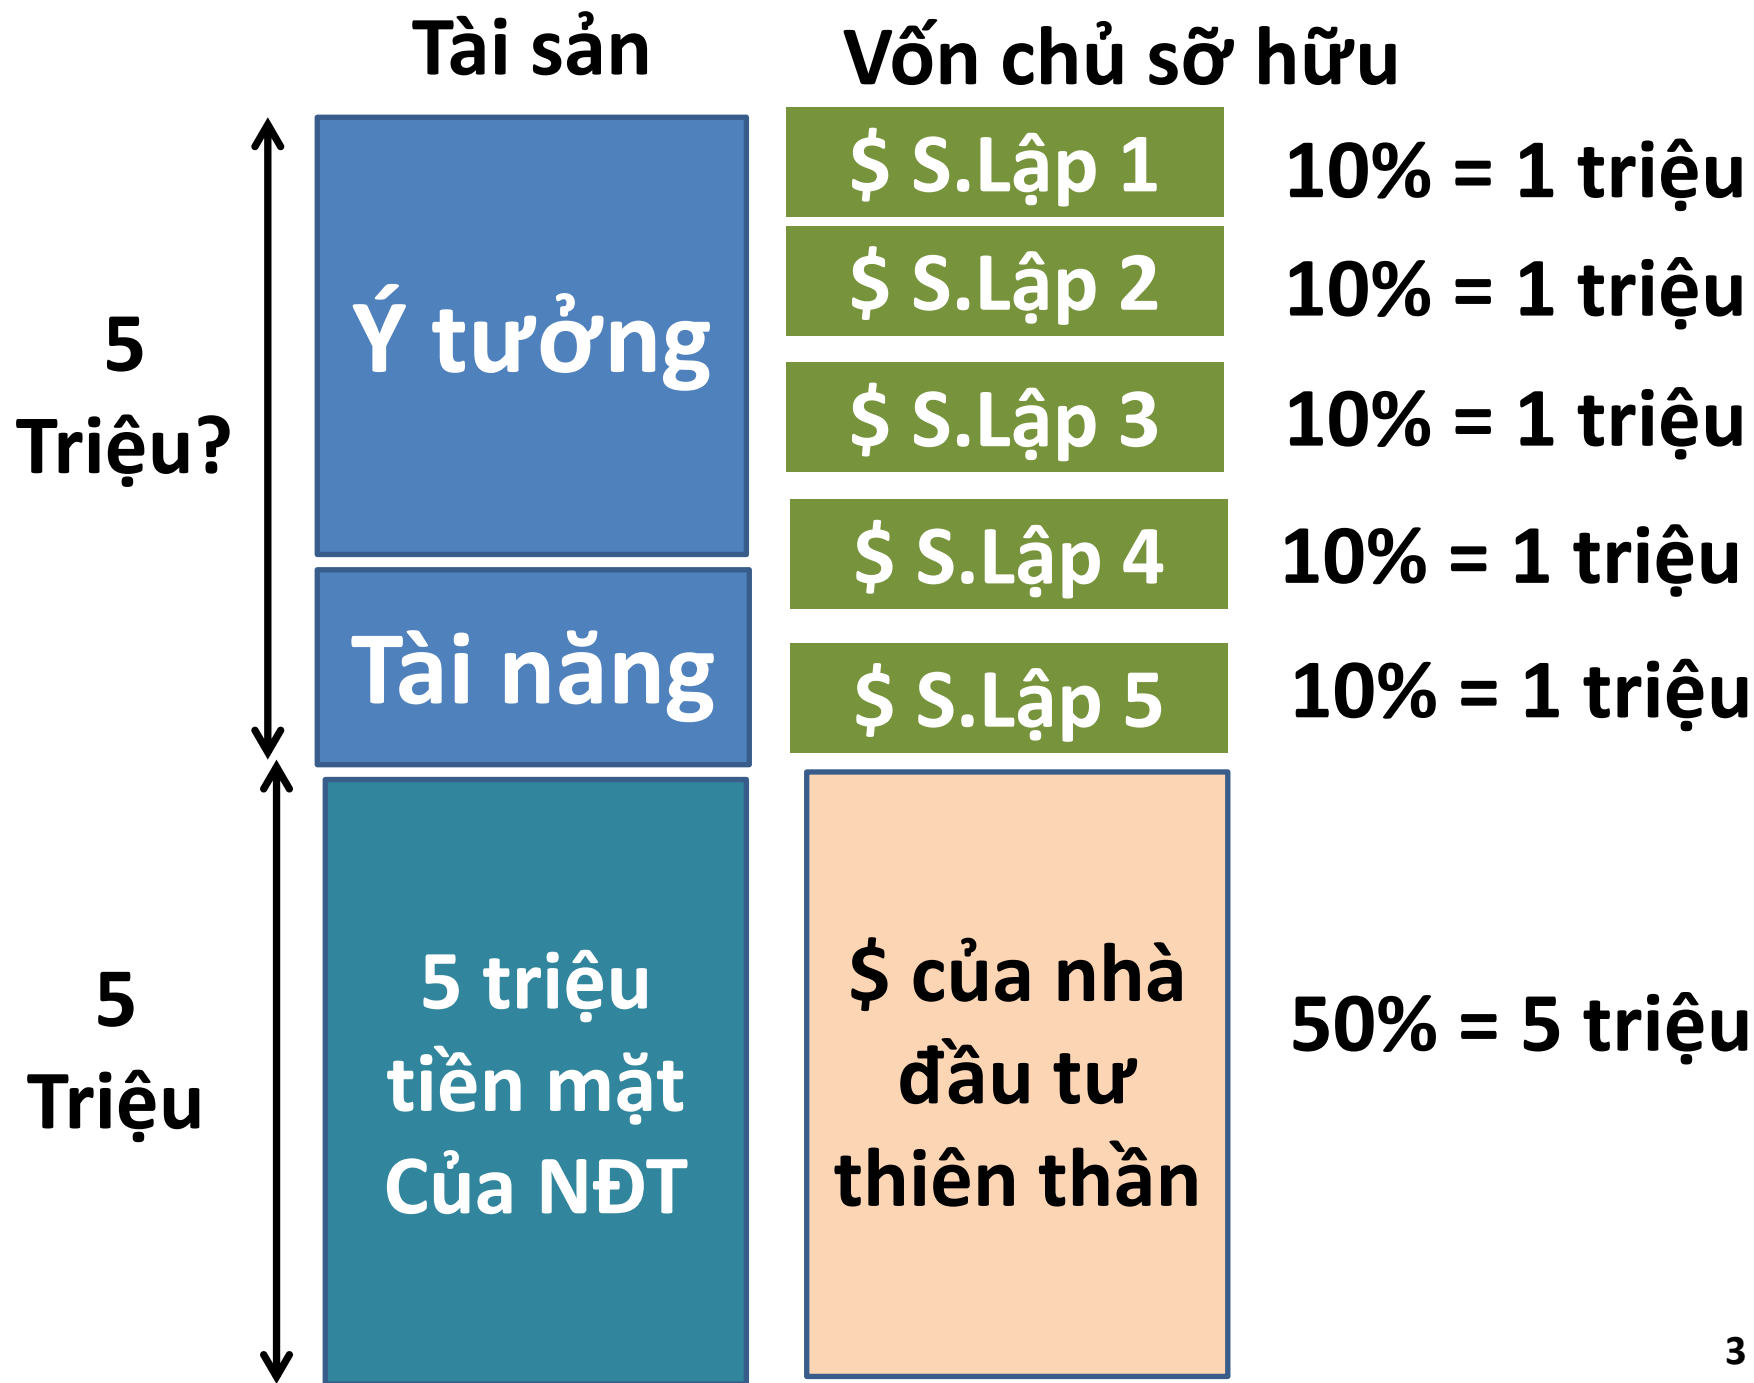 Tài sản
Vốn chủ sỡ hữu
5
Triệu?
Ý tưởng
Tài năng
$ S.Lập 1
10% = 1 triệu
$ S.Lập 2
10% = 1 triệu
$ S.Lập 3
10% = 1 triệu
$ S.Lập 4
10% = 1 triệu
$ S.Lập 5
10% = 1 triệu
5
Triệu
5 triệu
tiền mặt
Của NĐT
$ của nhà
đầu tư
thiên thần
50% = 5 triệu
3